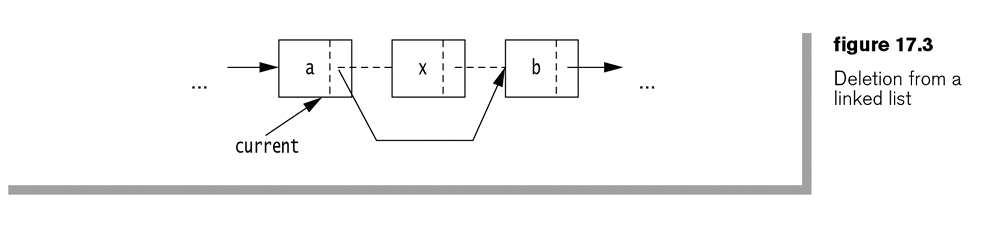 a
x
b
...
...
current
figure 17.3
Deletion from a
linked list